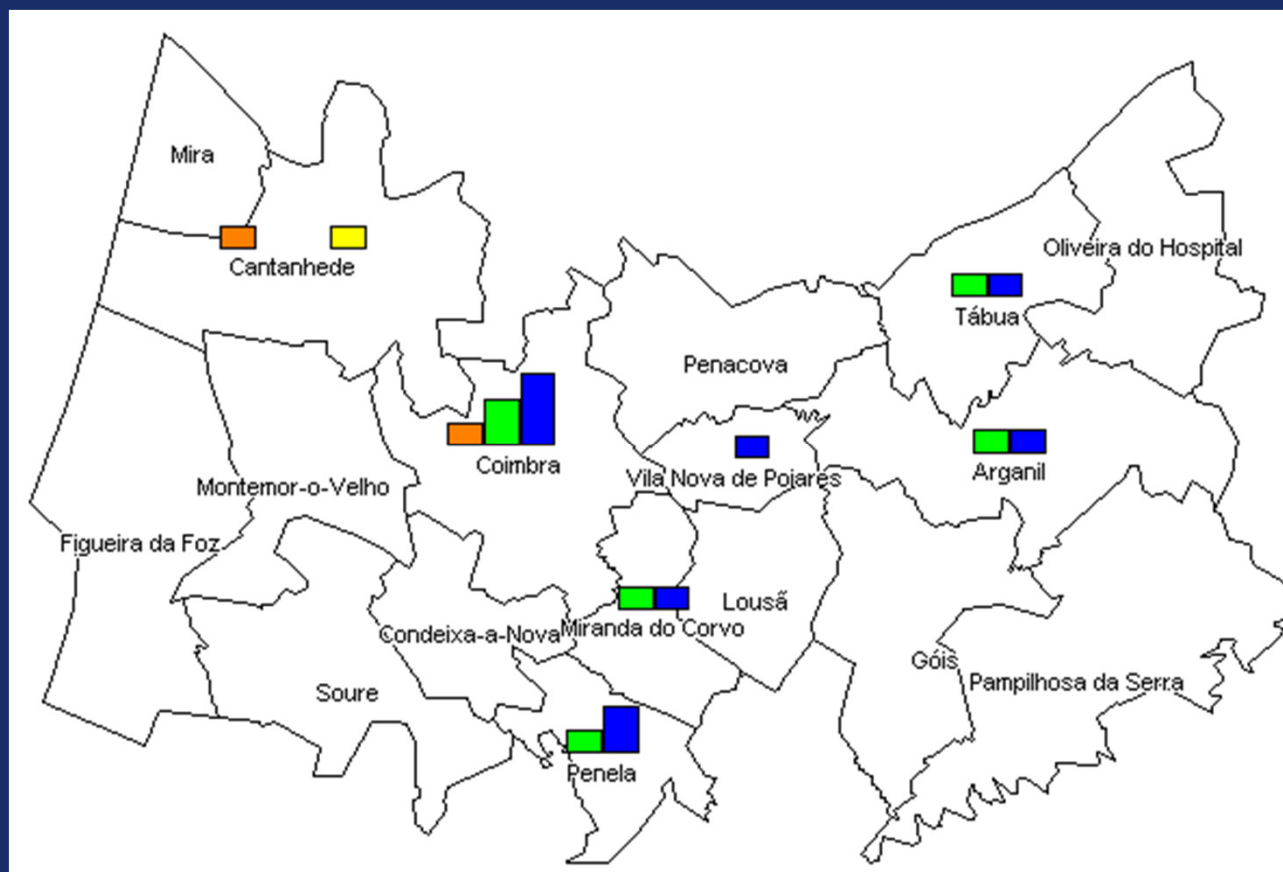 Mira
Cantanhede
Oliveira do Hospital
Tábua
Penacova
Coimbra
Arganil
Vila Nova de Poiares
Montemor-o-Velho
Figueira da Foz
Lousã
Miranda do Corvo
Condeixa-a-Nova
Góis
Pampilhosa da Serra
Soure
Penela